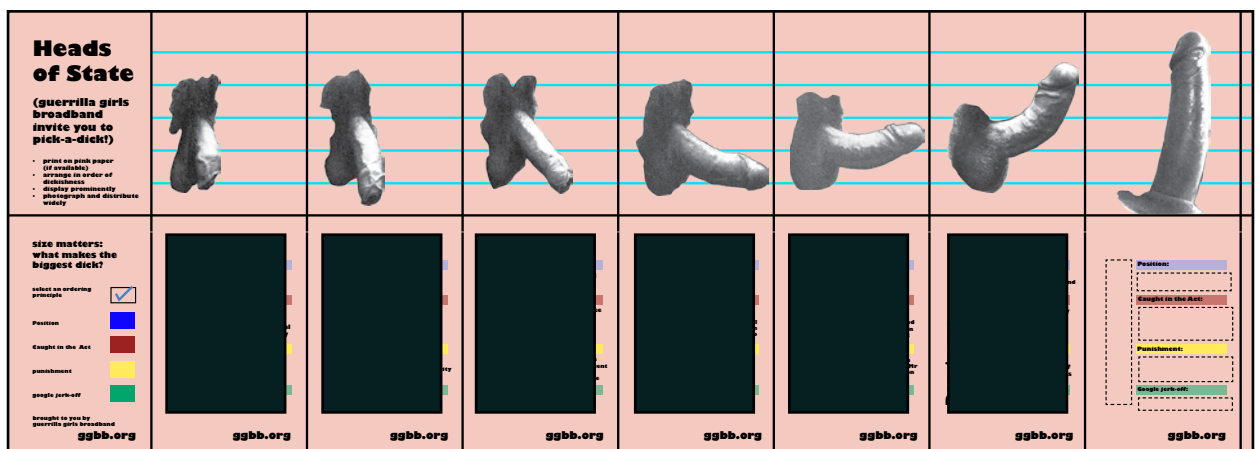 Heads
of State
(guerrilla girls
broadband
invite you to
pick-a-dick!)
• print on pink paper
(if available)
• arrange in order of
dickishness
• display prominently
• photograph and distribute
widely
size matters:
what makes the
biggest dick?
select an ordering
principle
Position
Caught in the Act
punishment
google jerk-off
brought to you by
guerrilla girls broadband
ggbb.org
ggbb.org
ggbb.org
ggbb.org
ggbb.org
ggbb.org
ggbb.org
Position:
Caught in the Act:
Punishment:
Google jerk-off:
ggbb.org